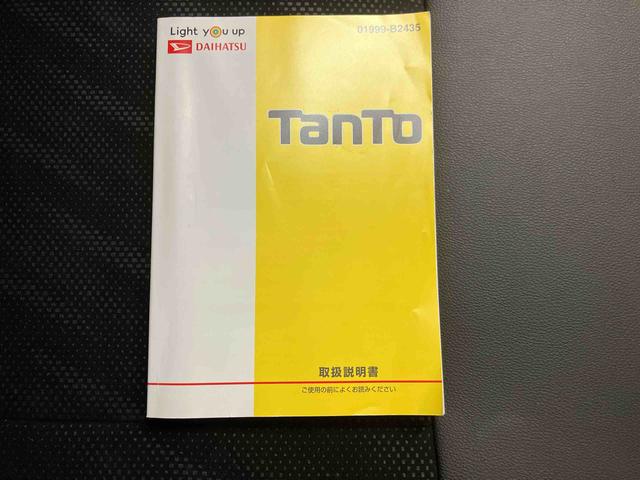 Light you up
DAIHATSU
01999-B2435
TanTo
取扱説明書
ご使用の前によくお読みください